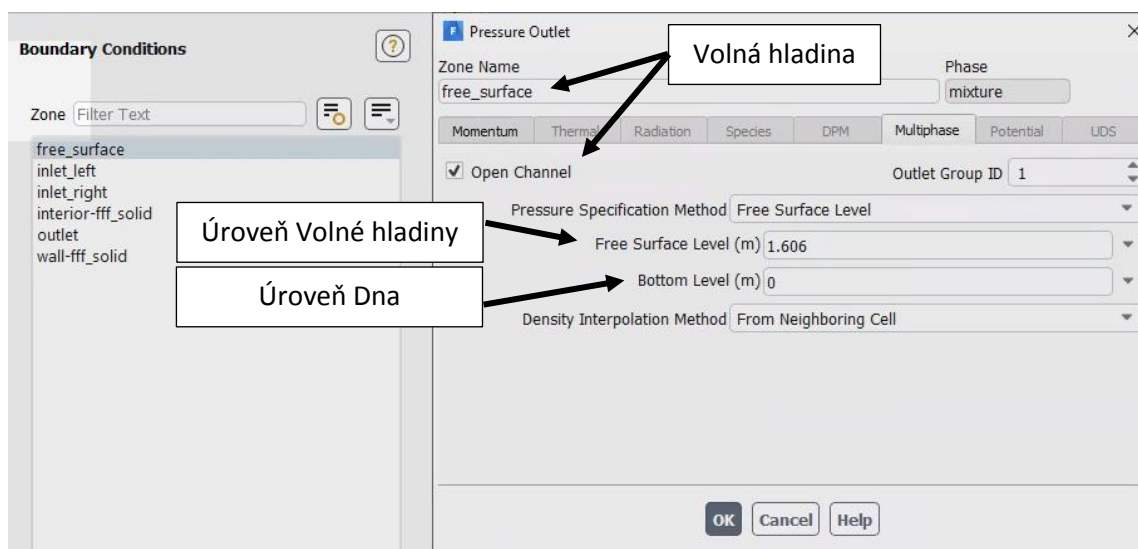 Boundary Conditions
?
Zone Filter Text
free_surface
inlet_left
inlet_right
interior-fff_solid
outlet
wall-fff_solid
F Pressure Outlet
Zone Name
Phase
free_surface
mixture
Momentum Thermal Radiation Species DPM Multiphase Potential UDS
Open Channel
Outlet Group ID 1
Pressure Specification Method Free Surface Level
Free Surface Level (m) 1.606
Bottom Level (m) 0
Density Interpolation Method From Neighboring Cell
OK Cancel Help
Volná hladina
Úroveň Volné hladiny
Úroveň Dna